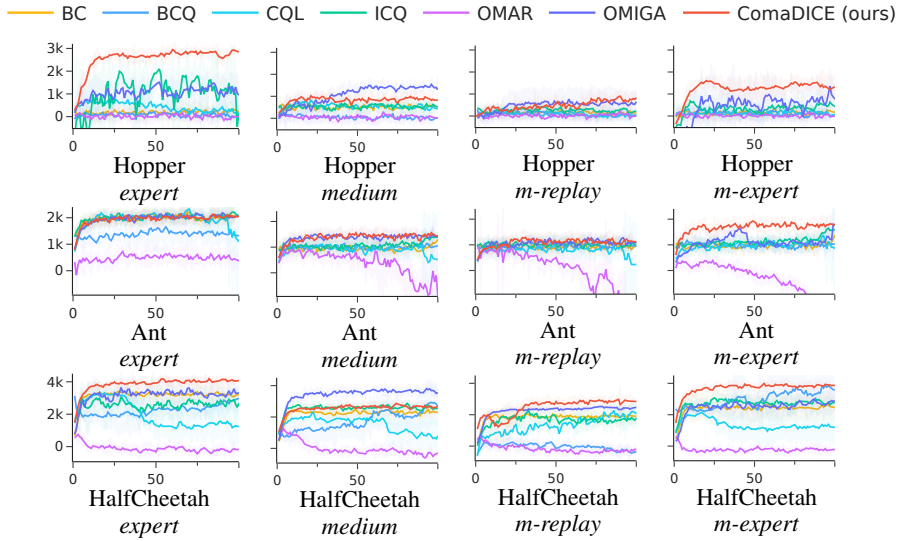 BC BCQ CQL ICQ OMAR OMIGA ComaDICE (ours)
3k
2k
1k
0
0 50 0 50 0 50 0 50
Hopper Hopper Hopper Hopper
expert medium m-replay m-expert
2k
1k
0
0 50 0 50 0 50 0 50
Ant Ant Ant Ant
expert medium m-replay m-expert
4k
2k
0
0 50 0 50 0 50 0 50
HalfCheetah HalfCheetah HalfCheetah HalfCheetah
expert medium m-replay m-expert